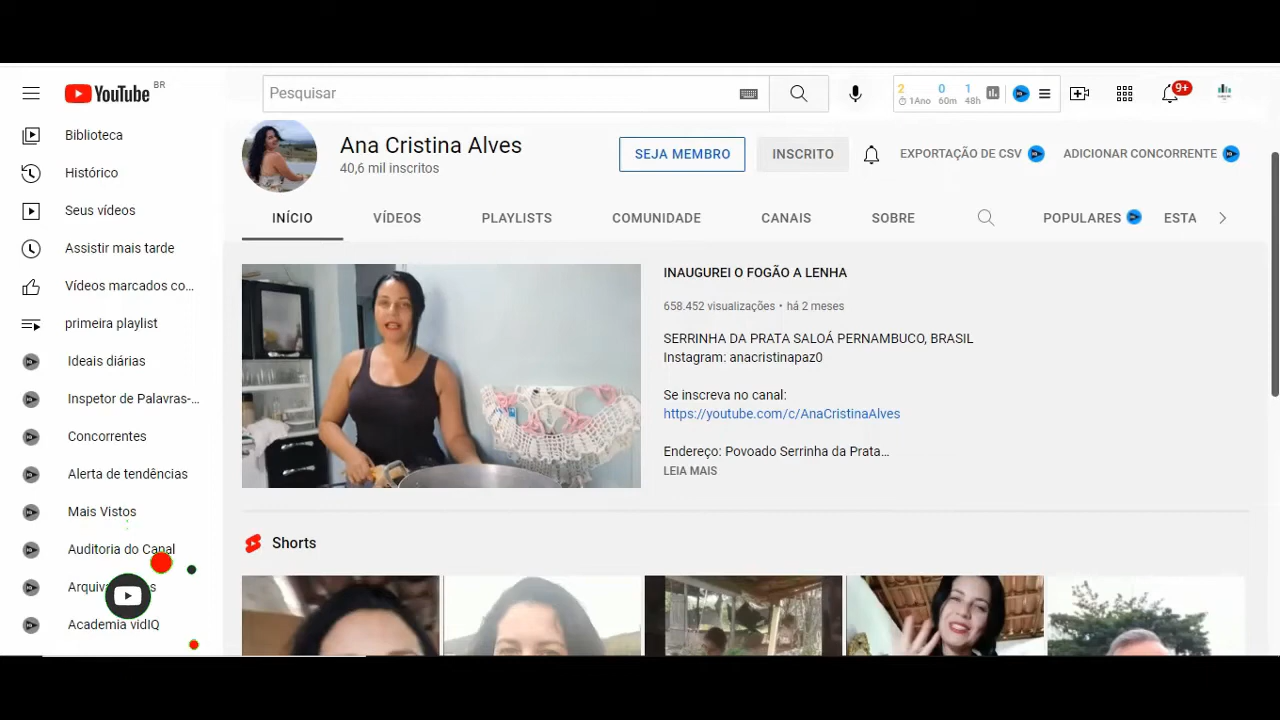 YouTube BR
Pesquisar
2 0 1
1Ano 60m 48h
9+
Biblioteca
Histórico
Seus vídeos
Assistir mais tarde
Vídeos marcados co...
primeira playlist
Ideais diárias
Inspetor de Palavras-...
Concorrentes
Alerta de tendências
Mais Vistos
Auditoria do Canal
Academia vidIQ
Ana Cristina Alves
40,6 mil inscritos
SEJA MEMBRO
INSCRITO
EXPORTAÇÃO DE CSV
ADICIONAR CONCORRENTE
INÍCIO VÍDEOS PLAYLISTS COMUNIDADE CANAIS SOBRE POPULARES ESTA
INAUGUREI O FOGÃO A LENHA
658.452 visualizações • há 2 meses
SERRINHA DA PRATA SALOÁ PERNAMBUCO, BRASIL
Instagram: anacristinapaz0
Se inscreva no canal:
https://youtube.com/c/AnaCristinaAlves
Endereço: Povoado Serrinha da Prata...
LEIA MAIS
Shorts